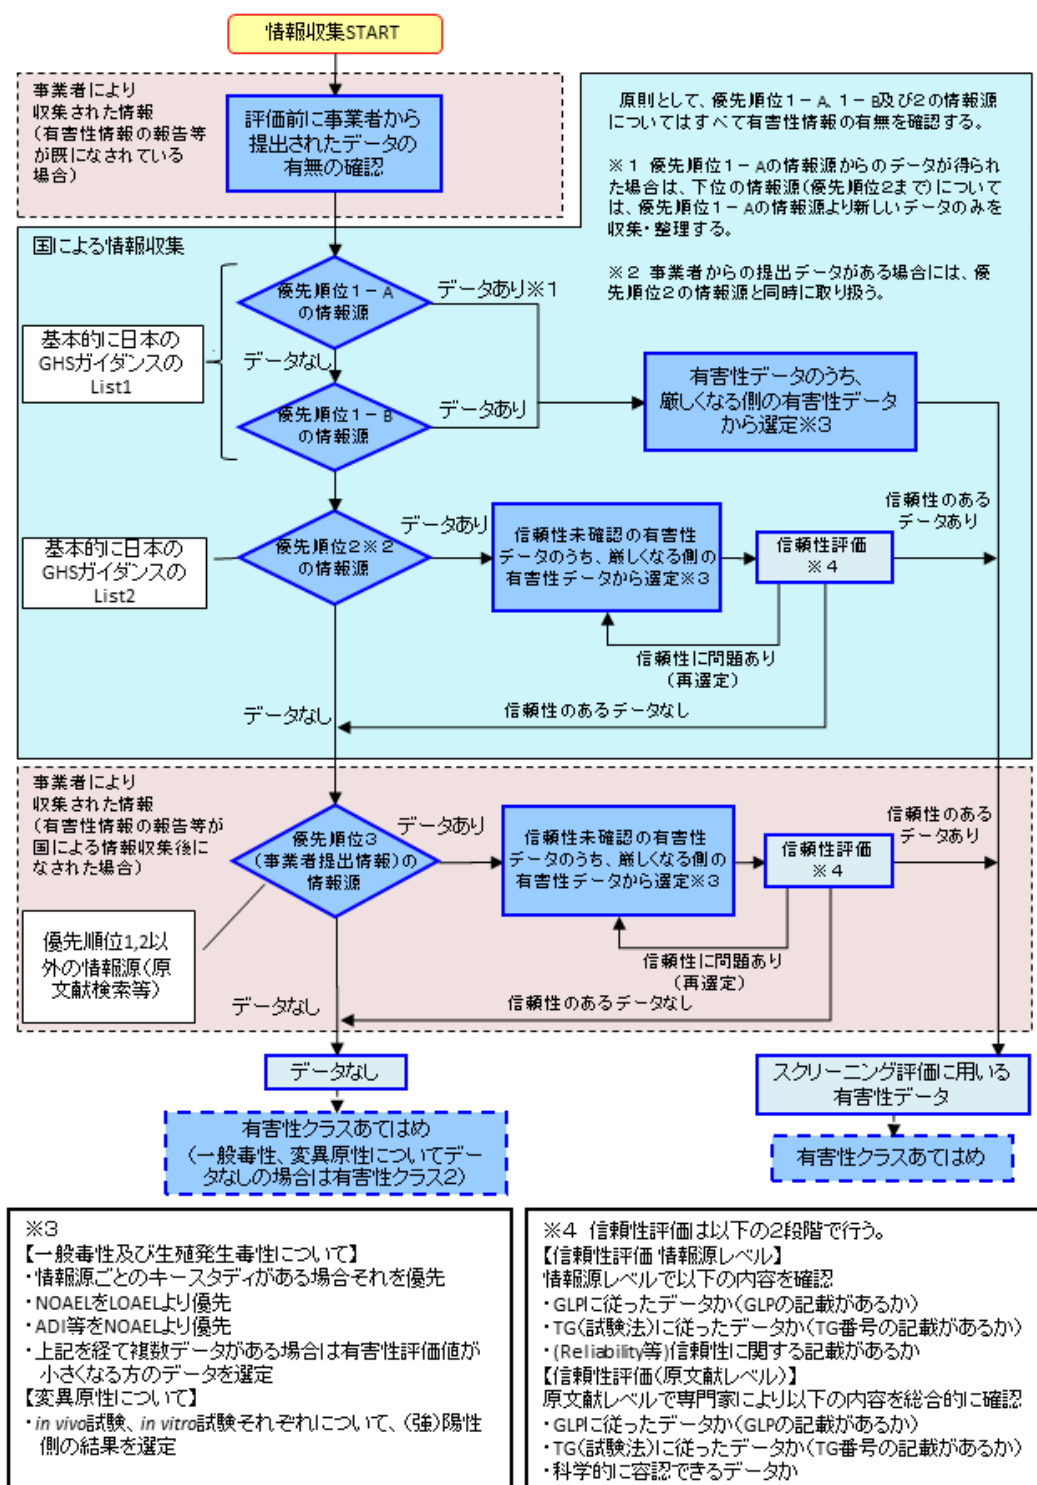 情報収集START
事業者により
収集された情報
(有害性情報の報告等
が既になされている
場合)
評価前に事業者から
提出されたデータの
有無の確認
原則として、優先順位1-A、1-B及び2の情報源
についてはすべて有害性情報の有無を確認する。
※1 優先順位1-Aの情報源からのデータが得られ
た場合は、下位の情報源(優先順位2まで)について
は、優先順位1-Aの情報源より新しいデータのみを
収集・整理する。
※2 事業者からの提出データがある場合には、優
先順位2の情報源と同時に取り扱う。
国による情報収集
優先順位1-A
の情報源
データあり※1
基本的に日本の
GHSガイダンスの
List1
データなし
優先順位1-B
の情報源
データあり
有害性データのうち、
厳しくなる側の有害性データ
から選定※3
基本的に日本の
GHSガイダンスの
List2
優先順位2※2
の情報源
データあり
信頼性未確認の有害性
データのうち、厳しくなる側の
有害性データから選定※3
信頼性評価
※4
信頼性のある
データあり
信頼性に問題あり
(再選定)
データなし
信頼性のあるデータなし
事業者により
収集された情報
(有害性情報の報告等が
国による情報収集後に
なされた場合)
優先順位3
(事業者提出情報)の
情報源
データあり
信頼性未確認の有害性
データのうち、厳しくなる側の
有害性データから選定※3
信頼性評価
※4
信頼性のある
データあり
優先順位1,2以
外の情報源(原
文献検索等)
信頼性に問題あり
(再選定)
データなし
信頼性のあるデータなし
データなし
有害性クラスあてはめ
(一般毒性、変異原性についてデー
タなしの場合は有害性クラス2)
スクリーニング評価に用いる
有害性データ
有害性クラスあてはめ
※3
【一般毒性及び生殖発生毒性について】
・情報源ごとのキースタディがある場合それを優先
・NOAELをLOAELより優先
・ADI等をNOAELより優先
・上記を経て複数データがある場合は有害性評価値が
小さくなる方のデータを選定
【変異原性について】
・in vivo試験、in vitro試験それぞれについて、(強)陽性
側の結果を選定
※4 信頼性評価は以下の2段階で行う。
【信頼性評価 情報源レベル】
情報源レベルで以下の内容を確認
・GLPに従ったデータか(GLPの記載があるか)
・TG(試験法)に従ったデータか(TG番号の記載があるか)
・(Reliability等)信頼性に関する記載があるか
【信頼性評価(原文献レベル)】
原文献レベルで専門家により以下の内容を総合的に確認
・GLPに従ったデータか(GLPの記載があるか)
・TG(試験法)に従ったデータか(TG番号の記載があるか)
・科学的に容認できるデータか